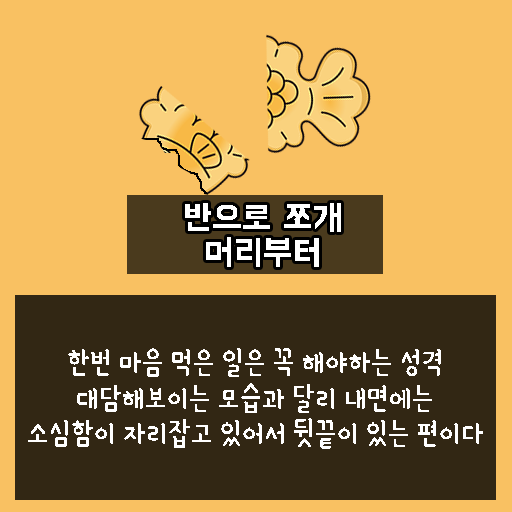 반으로 쪼개
머리부터
한번 마음 먹은 일은 꼭 해야하는 성격
대담해보이는 모습과 달리 내면에는
소심함이 자리잡고 있어서 뒷끝이 있는 편이다